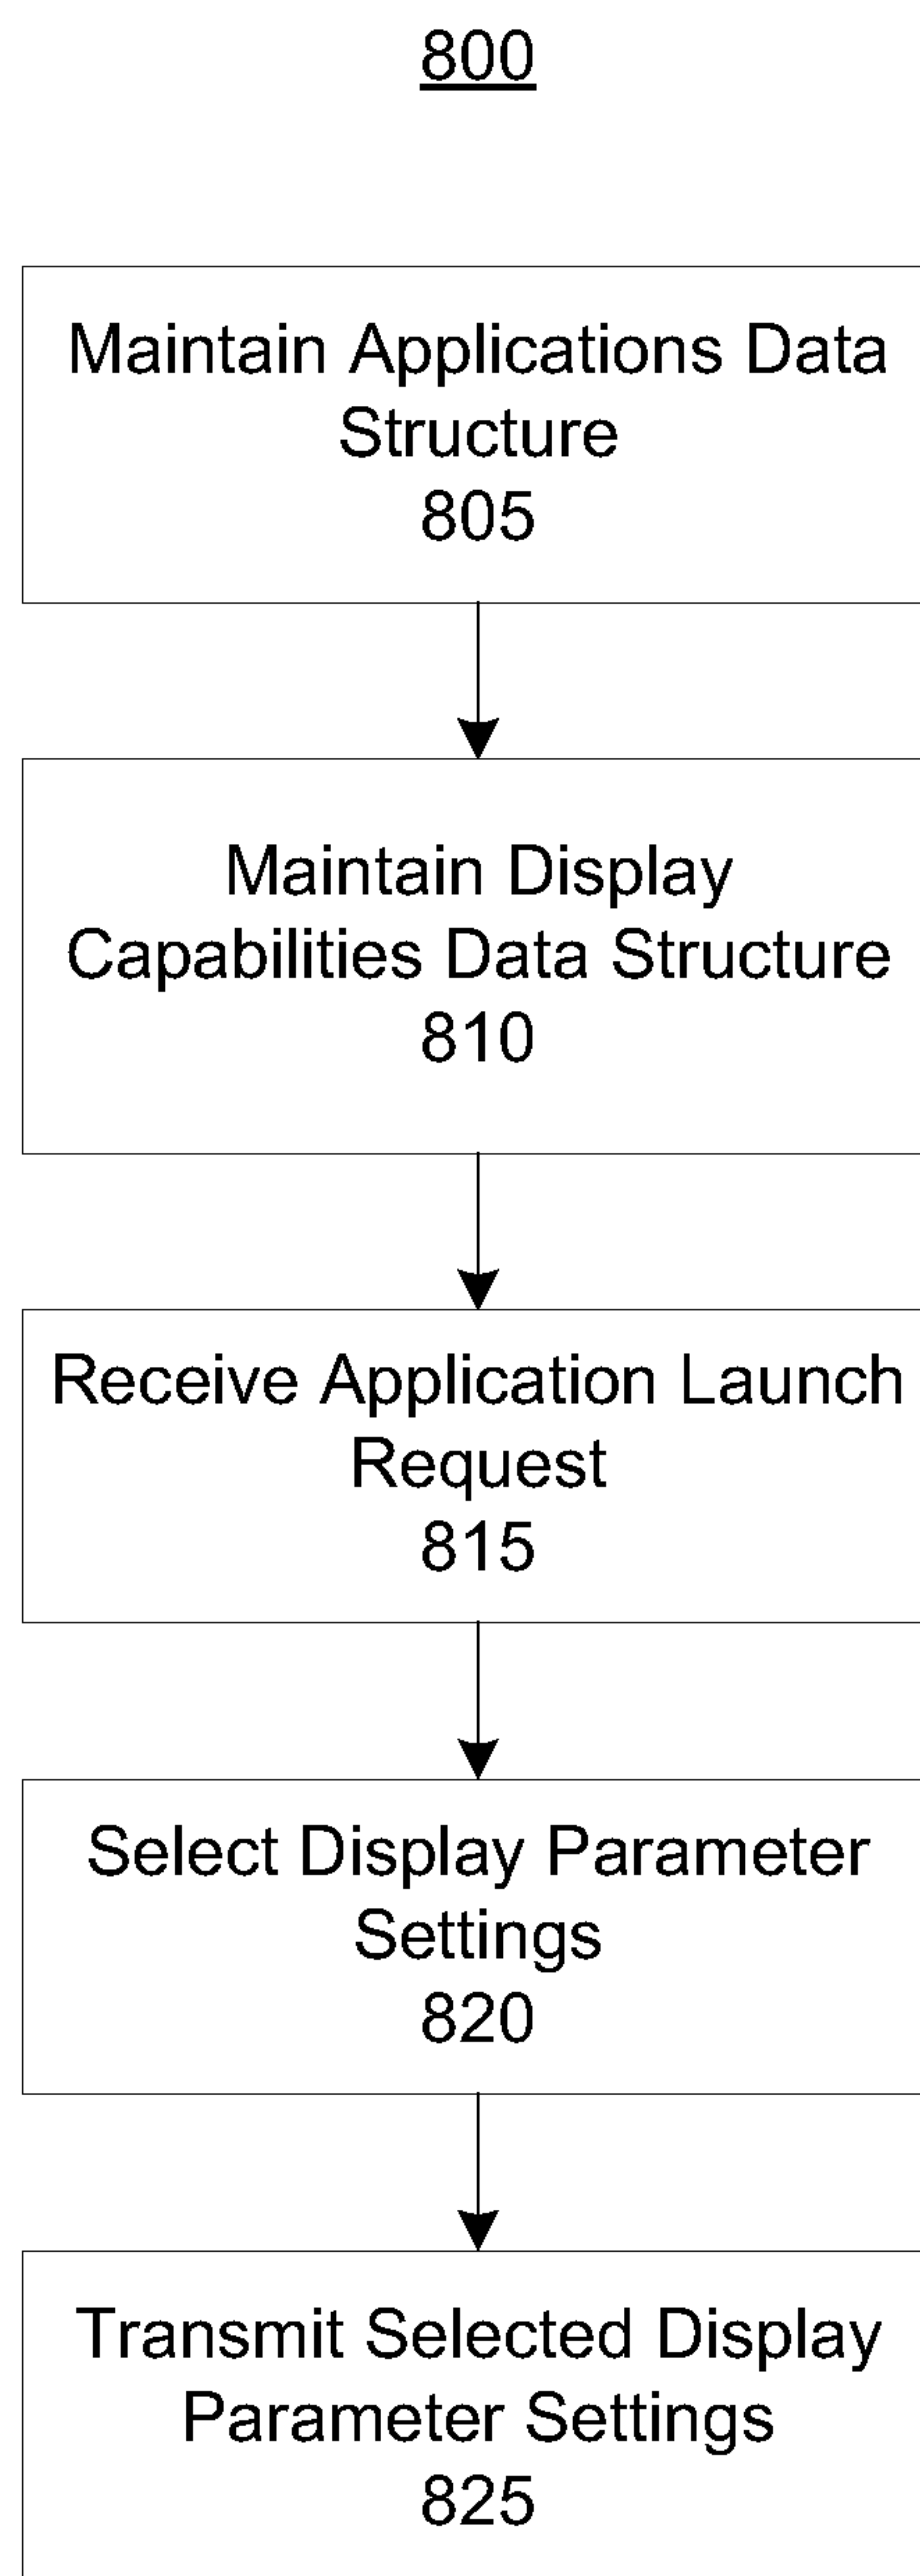 800
Maintain Applications Data
Structure
805
Maintain Display
Capabilities Data Structure
810
Receive Application Launch
Request
815
Select Display Parameter
Settings
820
Transmit Selected Display
Parameter Settings
825